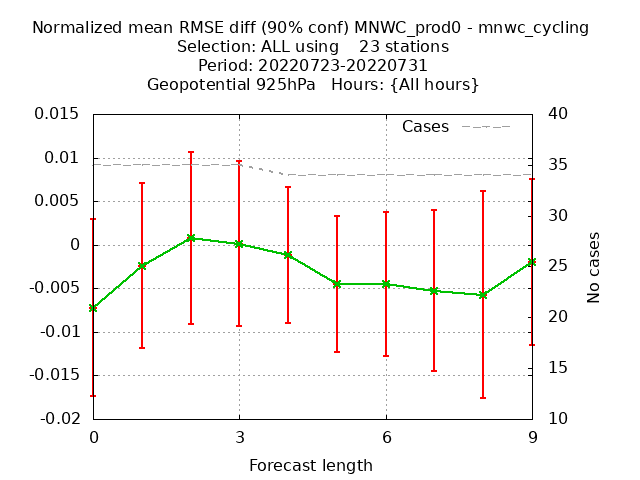 Normalized mean RMSE diff (90% conf) MNWC_prod0 - mnwc_cycling
Selection: ALL using    23 stations
Period: 20220723-20220731
Geopotential 925hPa   Hours: {All hours}
0.015
0.01
0.005
0
-0.005
-0.01
-0.015
-0.02
Cases
40
35
30
25
20
15
10
No cases
0 3 6 9
Forecast length